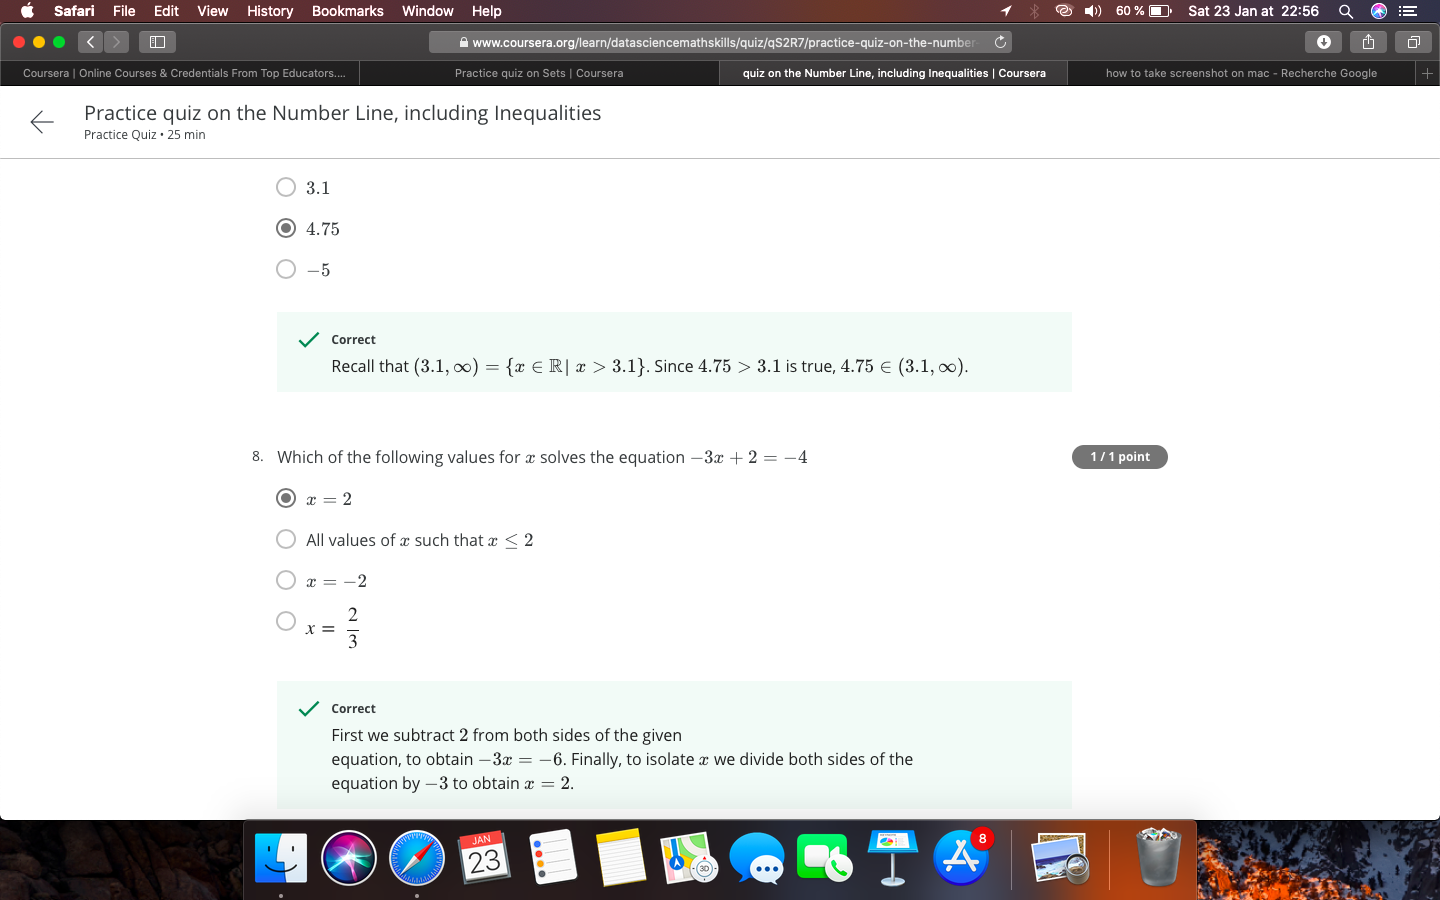 Safari File Edit View History Bookmarks Window Help 60 % Sat 23 Jan at 22:56
www.coursera.org/learn/datasciencemathskills/quiz/qS2R7/practice-quiz-on-the-number-
Coursera | Online Courses & Credentials From Top Educators.... Practice quiz on Sets | Coursera quiz on the Number Line, including Inequalities | Coursera how to take screenshot on mac - Recherche Google
Practice quiz on the Number Line, including Inequalities
Practice Quiz • 25 min
3.1
4.75
−5
Correct
Recall that (3.1, ∞) = {x ∈ ℝ| x > 3.1}. Since 4.75 > 3.1 is true, 4.75 ∈ (3.1, ∞).
8. Which of the following values for x solves the equation −3x + 2 = −4 1 / 1 point
x = 2
All values of x such that x ≤ 2
x = −2
x = 2/3
Correct
First we subtract 2 from both sides of the given
equation, to obtain −3x = −6. Finally, to isolate x we divide both sides of the
equation by −3 to obtain x = 2.
JAN
23
3D
8